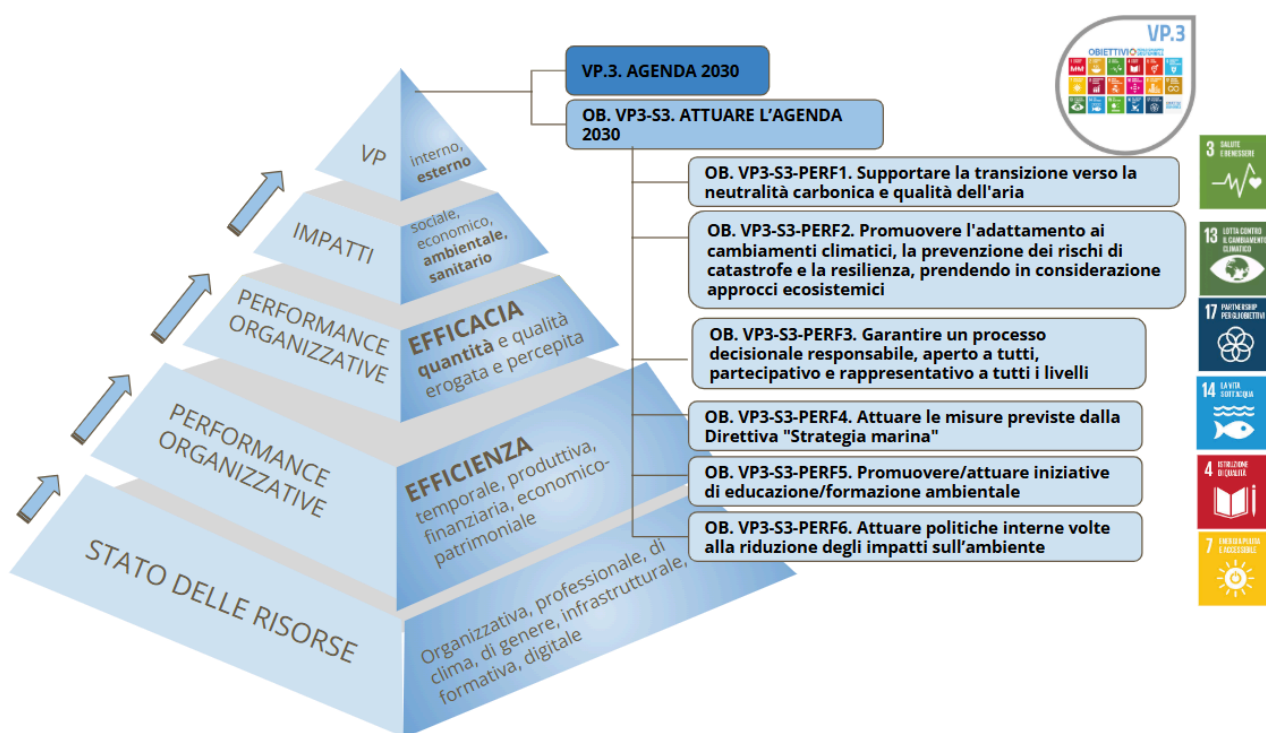 VP.3
OBIETTIVI
VP.3. AGENDA 2030
OB. VP3-S3. ATTUARE L'AGENDA
2030
VP
interno,
esterno
IMPATTI
sociale,
economico,
ambientale,
sanitario
PERFORMANCE
ORGANIZZATIVE
EFFICACIA
quantità e qualità
erogata e percepita
PERFORMANCE
ORGANIZZATIVE
EFFICIENZA
temporale, produttiva,
finanziaria, economico-
patrimoniale
STATO DELLE RISORSE
Organizzativa, professionale, di
clima, di genere, infrastrutturale,
formativa, digitale
OB. VP3-S3-PERF1. Supportare la transizione verso la
neutralità carbonica e qualità dell'aria
OB. VP3-S3-PERF2. Promuovere l'adattamento ai
cambiamenti climatici, la prevenzione dei rischi di
catastrofe e la resilienza, prendendo in considerazione
approcci ecosistemici
OB. VP3-S3-PERF3. Garantire un processo
decisionale responsabile, aperto a tutti,
partecipativo e rappresentativo a tutti i livelli
OB. VP3-S3-PERF4. Attuare le misure previste dalla
Direttiva "Strategia marina"
OB. VP3-S3-PERF5. Promuovere/attuare iniziative
di educazione/formazione ambientale
OB. VP3-S3-PERF6. Attuare politiche interne volte
alla riduzione degli impatti sull'ambiente
3 SALUTE
E BENESSERE
13 LOTTA CONTRO
IL CAMBIAMENTO
CLIMATICO
17 PARTNERSHIP
PER GLI OBIETTIVI
14 LA VITA
SOTT'ACQUA
4 ISTRUZIONE
DI QUALITÀ
7 ENERGIA PULITA
E ACCESSIBILE